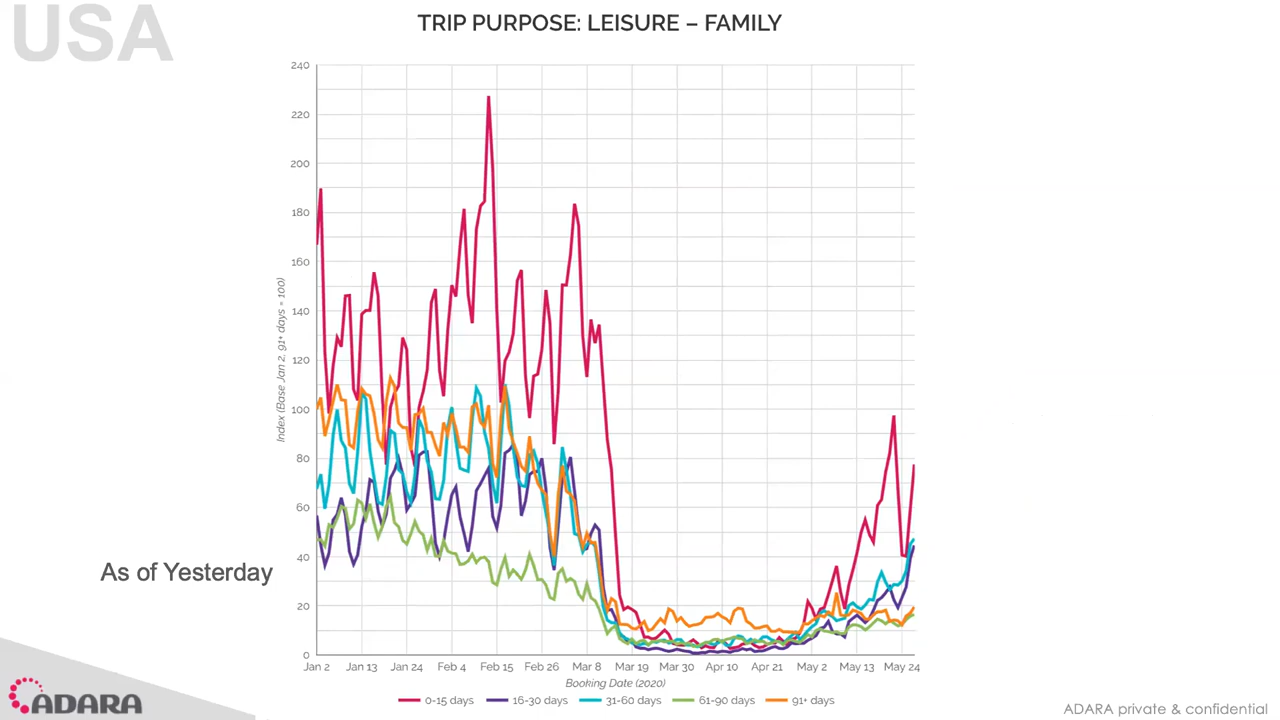 USA
TRIP PURPOSE: LEISURE – FAMILY
240
220
200
180
160
140
120
100
80
60
40
20
0
Index (Base Jan 2, 91+ days = 100)
As of Yesterday
Jan 2 Jan 13 Jan 24 Feb 4 Feb 15 Feb 26 Mar 8 Mar 19 Mar 30 Apr 10 Apr 21 May 2 May 13 May 24
Booking Date (2020)
0-15 days 16-30 days 31-60 days 61-90 days 91+ days
ADARA
ADARA private & confidential